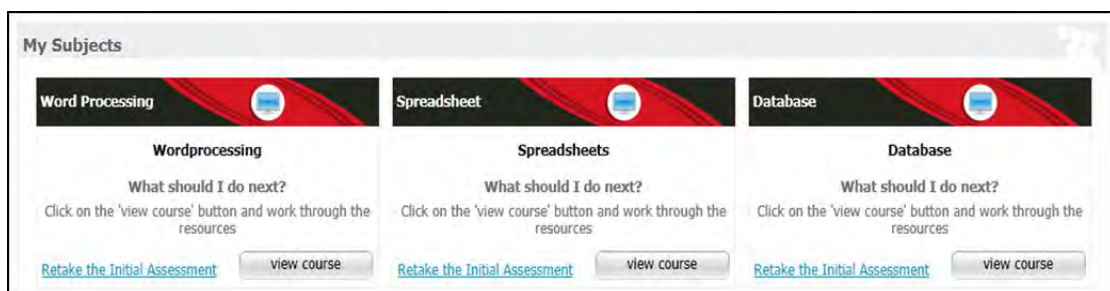 My Subjects
Word Processing
Wordprocessing
What should I do next?
Click on the 'view course' button and work through the
resources
Retake the Initial Assessment
view course
Spreadsheet
Spreadsheets
What should I do next?
Click on the 'view course' button and work through the
resources
Retake the Initial Assessment
view course
Database
Database
What should I do next?
Click on the 'view course' button and work through the
resources
Retake the Initial Assessment
view course